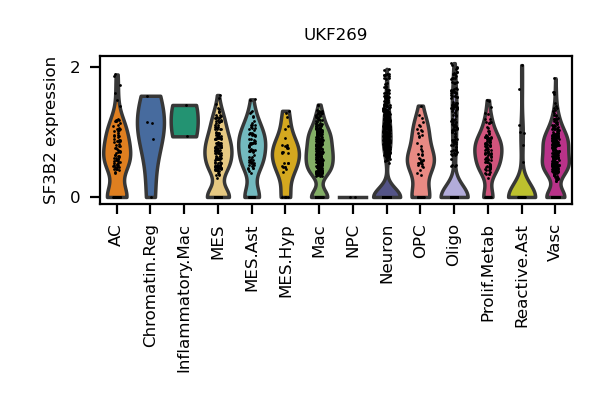 UKF269
SF3B2 expression
2
0
AC
Chromatin.Reg
Inflammatory.Mac
MES
MES.Ast
MES.Hyp
Mac
NPC
Neuron
OPC
Oligo
Prolif.Metab
Reactive.Ast
Vasc